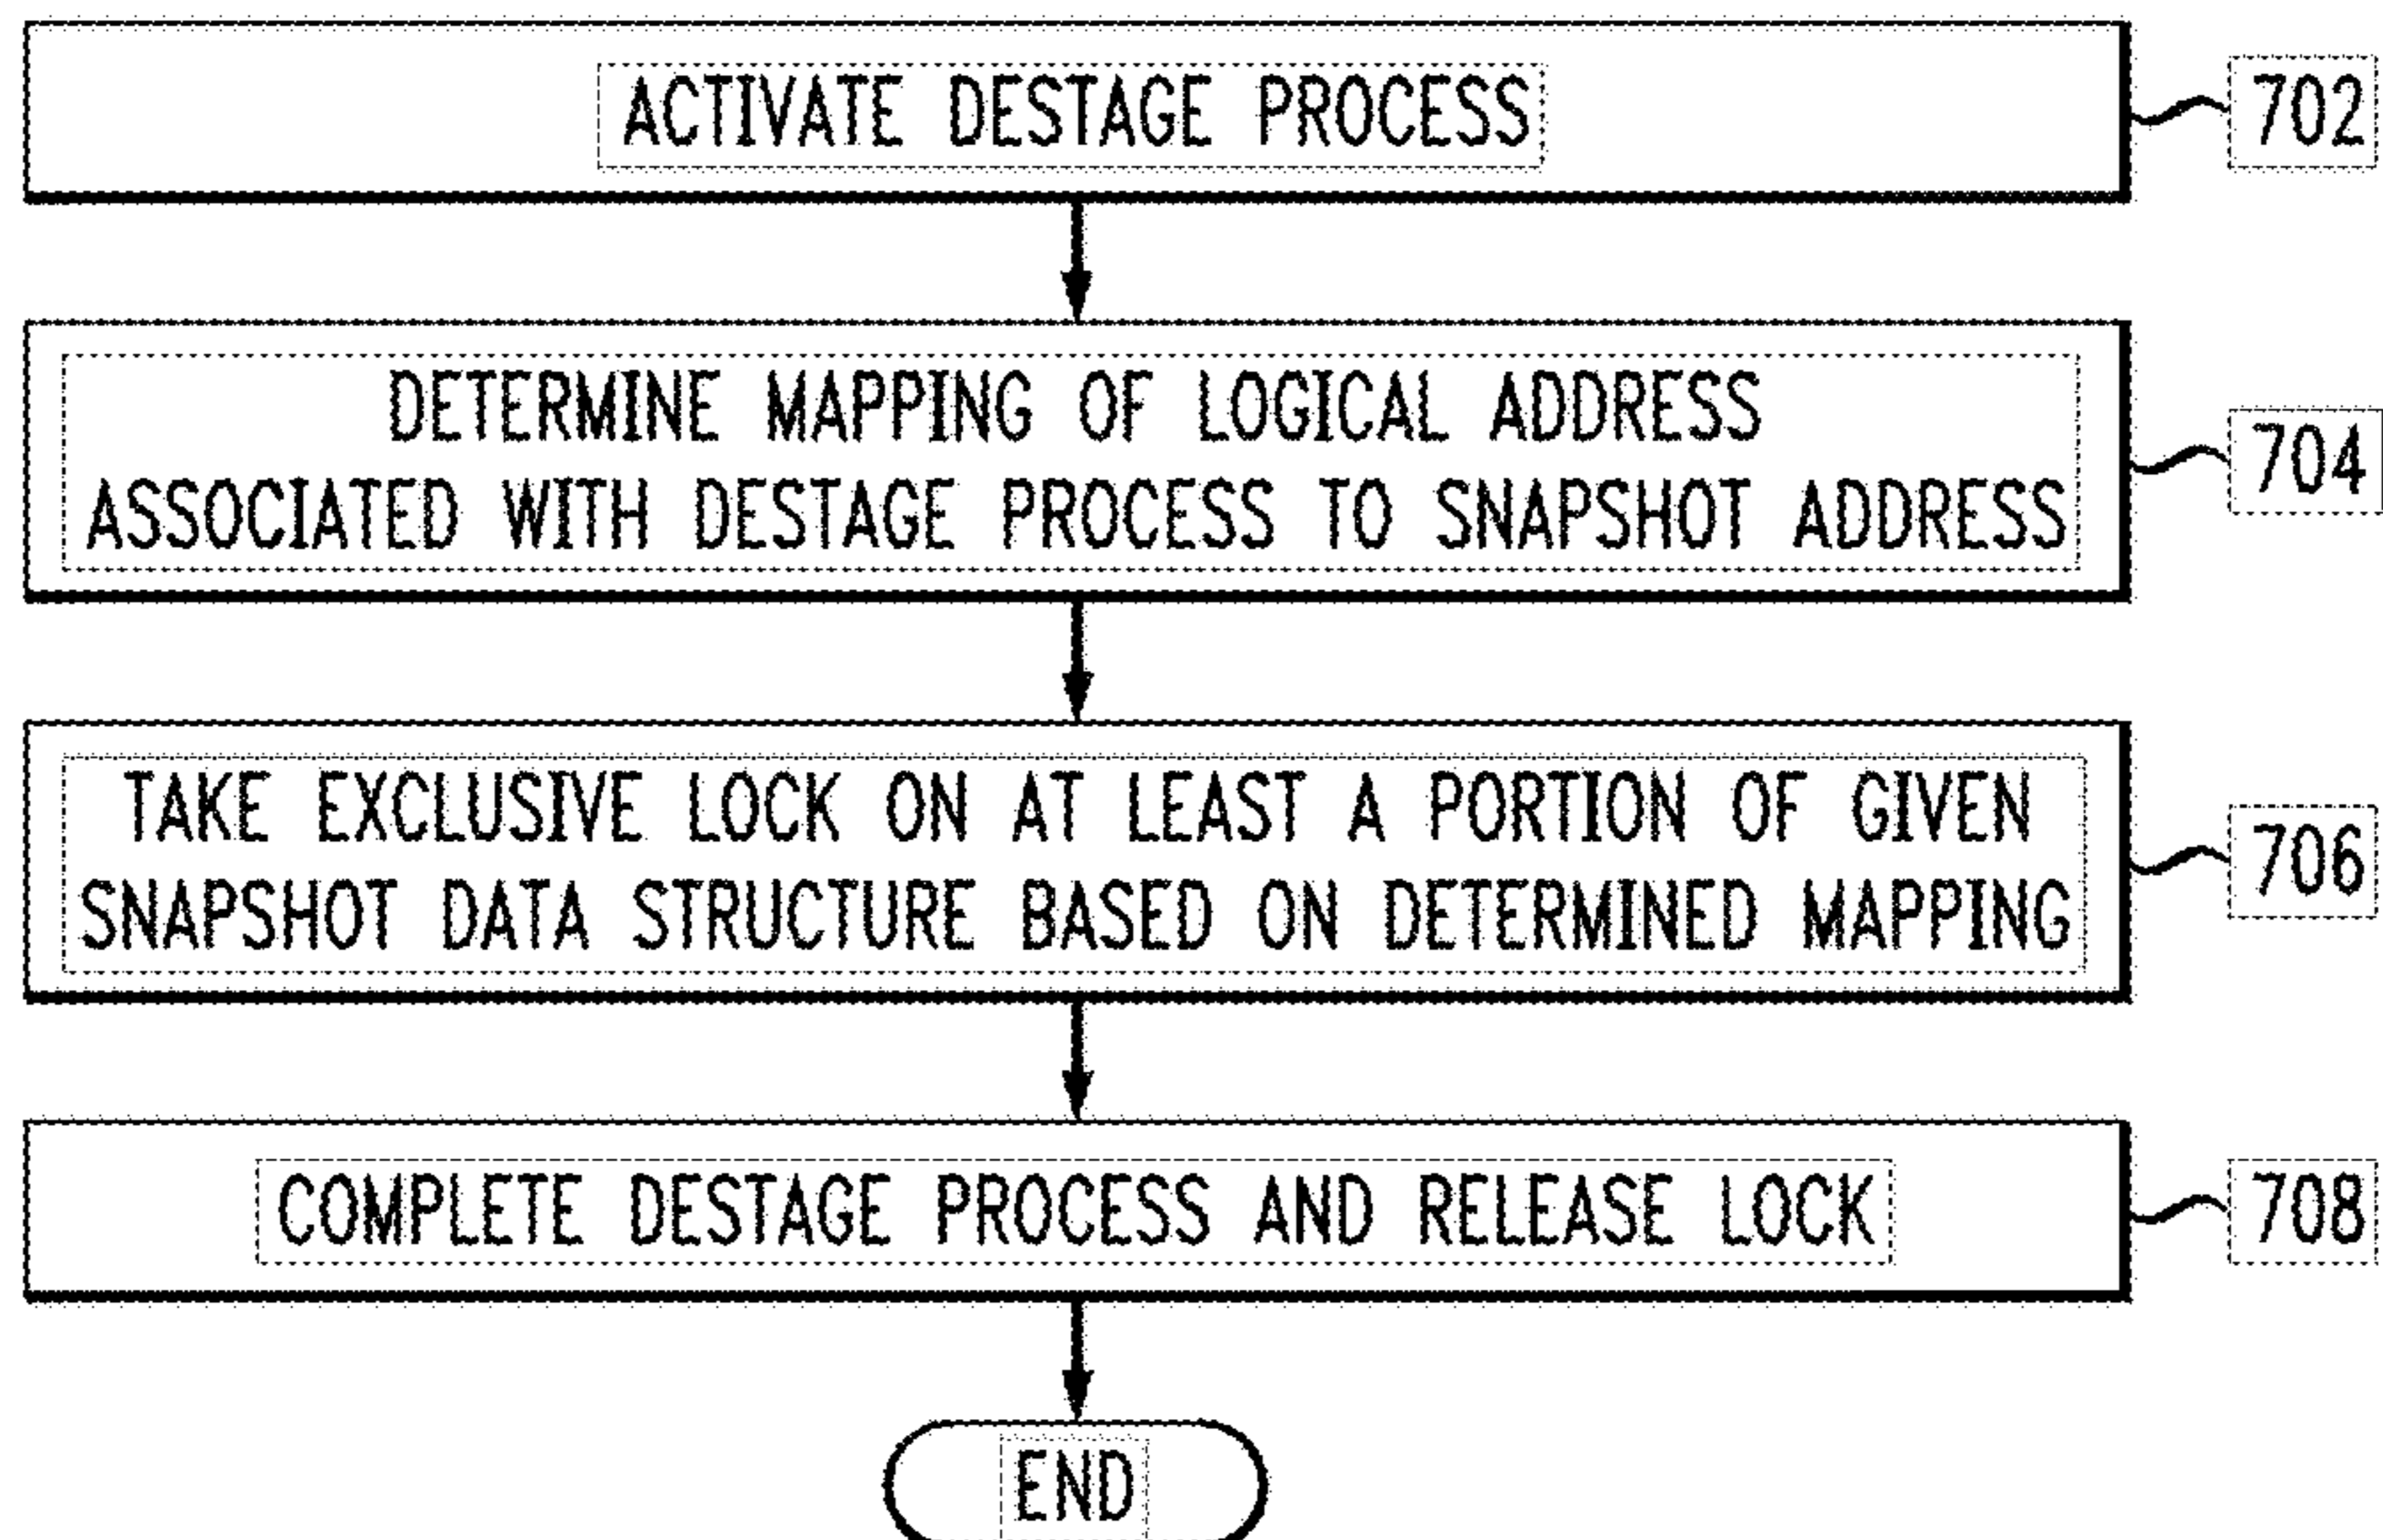 ACTIVATE DESTAGE PROCESS
702
DETERMINE MAPPING OF LOGICAL ADDRESS
ASSOCIATED WITH DESTAGE PROCESS TO SNAPSHOT ADDRESS
704
TAKE EXCLUSIVE LOCK ON AT LEAST A PORTION OF GIVEN
SNAPSHOT DATA STRUCTURE BASED ON DETERMINED MAPPING
706
COMPLETE DESTAGE PROCESS AND RELEASE LOCK
708
END